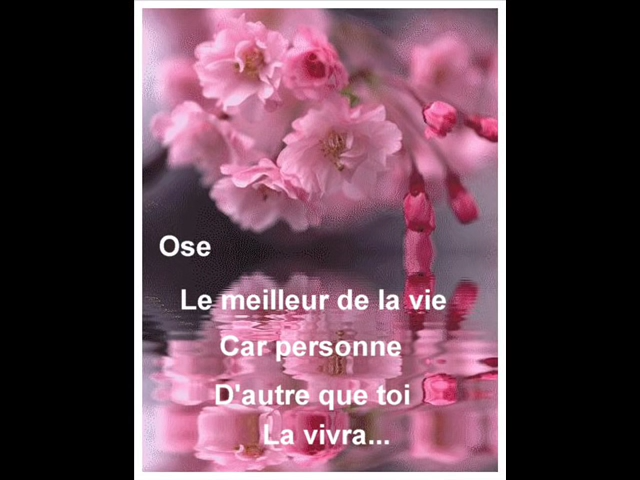 Ose
Le meilleur de la vie
Car personne
D'autre que toi
La vivra...